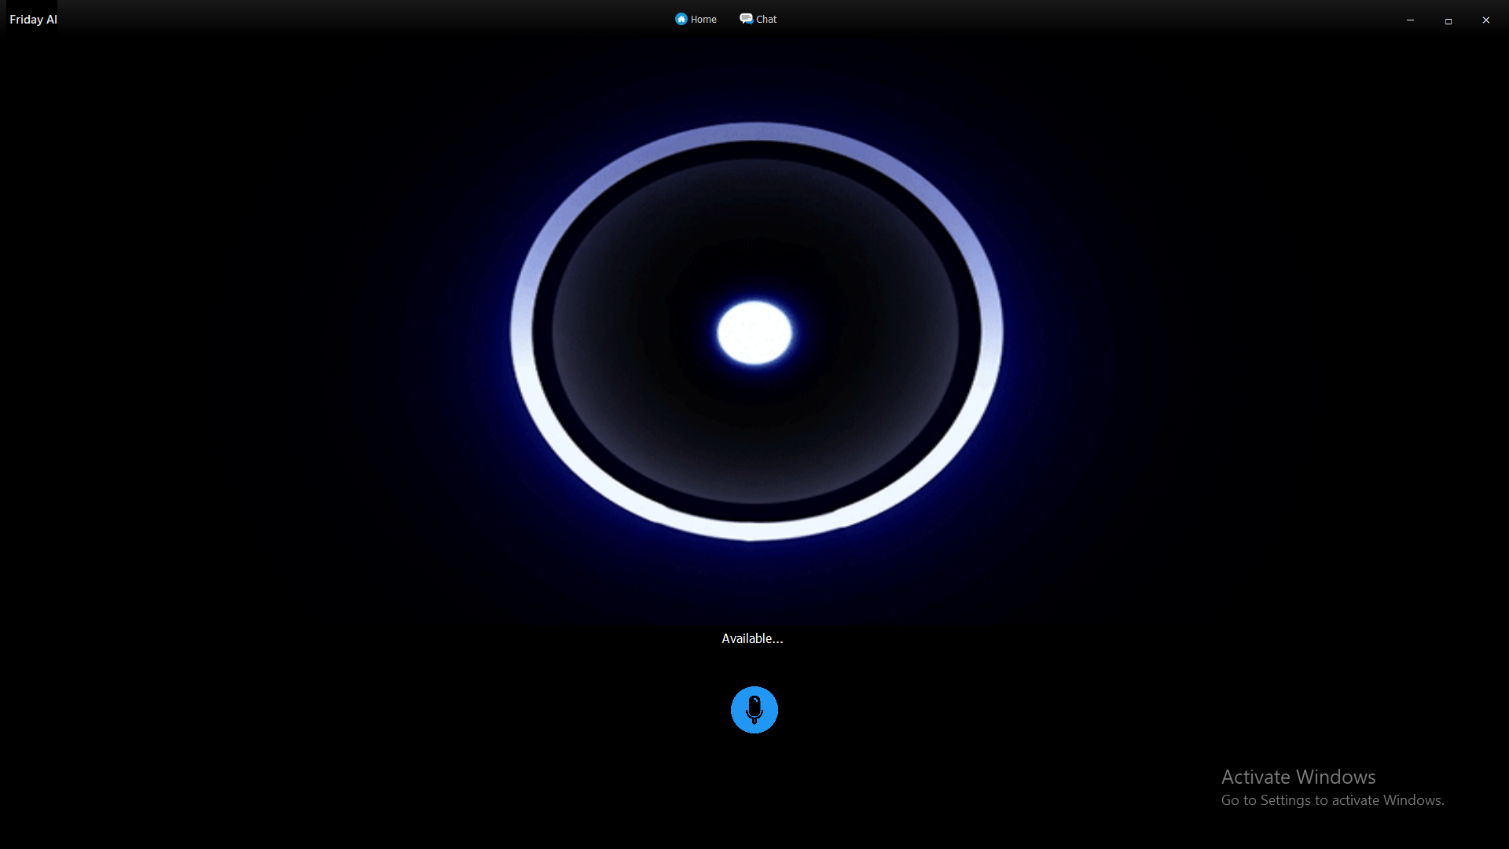 Friday AI
Home
Chat
Available...
Activate Windows
Go to Settings to activate Windows.